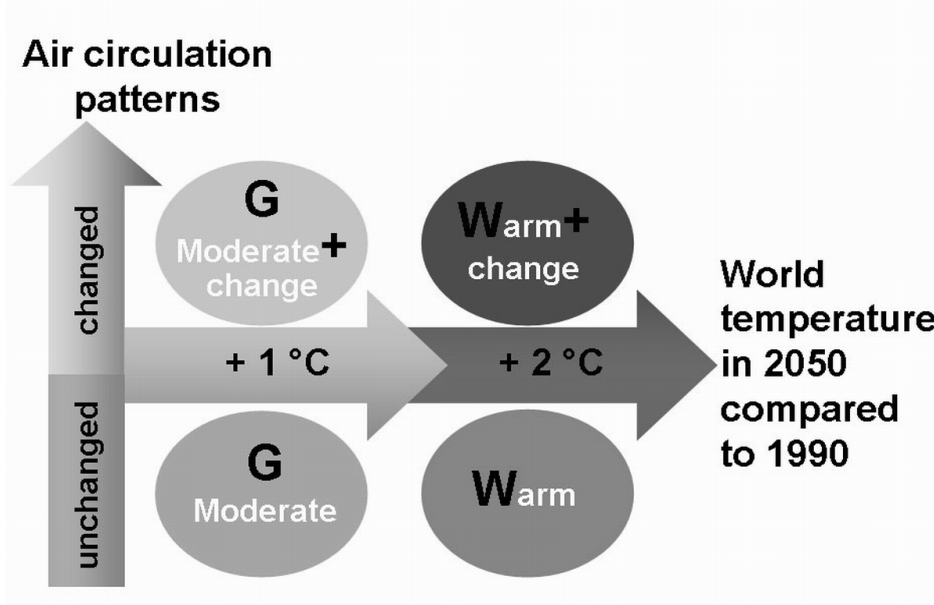 Air circulation
patterns
changed
unchanged
G
Moderate+
change
Warm+
change
+ 1 °C
+ 2 °C
G
Moderate
Warm
World
temperature
in 2050
compared
to 1990